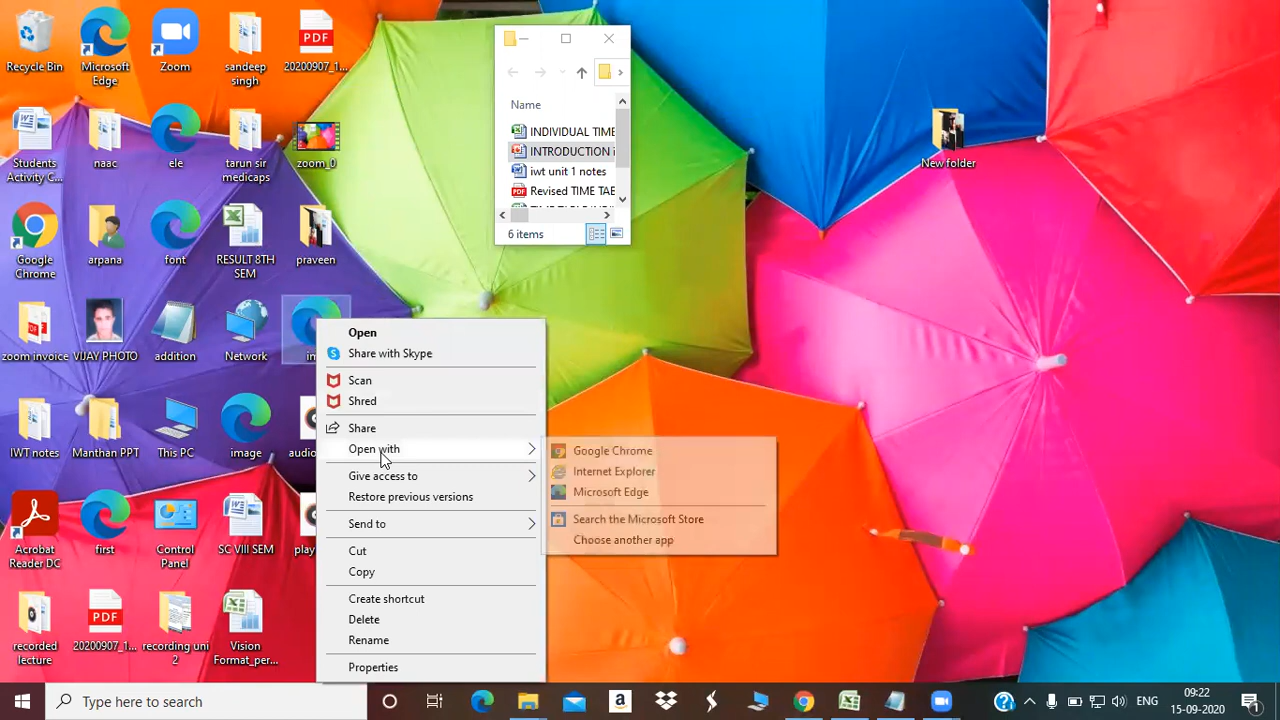 Recycle Bin
Microsoft Edge
Zoom
sandeep singh
PDF
20200907_1...
Students Activity C...
naac
ele
tarun sir medicaps
zoom_0
Google Chrome
arpana
font
RESULT 8TH SEM
praveen
zoom invoice
VIJAY PHOTO
addition
Network
IWT notes
Manthan PPT
This PC
image
Acrobat Reader DC
first
Control Panel
SC VIII SEM
recorded lecture
PDF
20200907_1...
recording uni 2
Vision Format_per...
New folder
Name
INDIVIDUAL TIME
INTRODUCTION i
iwt unit 1 notes
Revised TIME TAB
6 items
Open
Share with Skype
Scan
Shred
Share
Open with
Give access to
Restore previous versions
Send to
Cut
Copy
Create shortcut
Delete
Rename
Properties
Google Chrome
Internet Explorer
Microsoft Edge
Search the Microsoft Store
Choose another app
Type here to search
ENG
09:22
15-09-2020